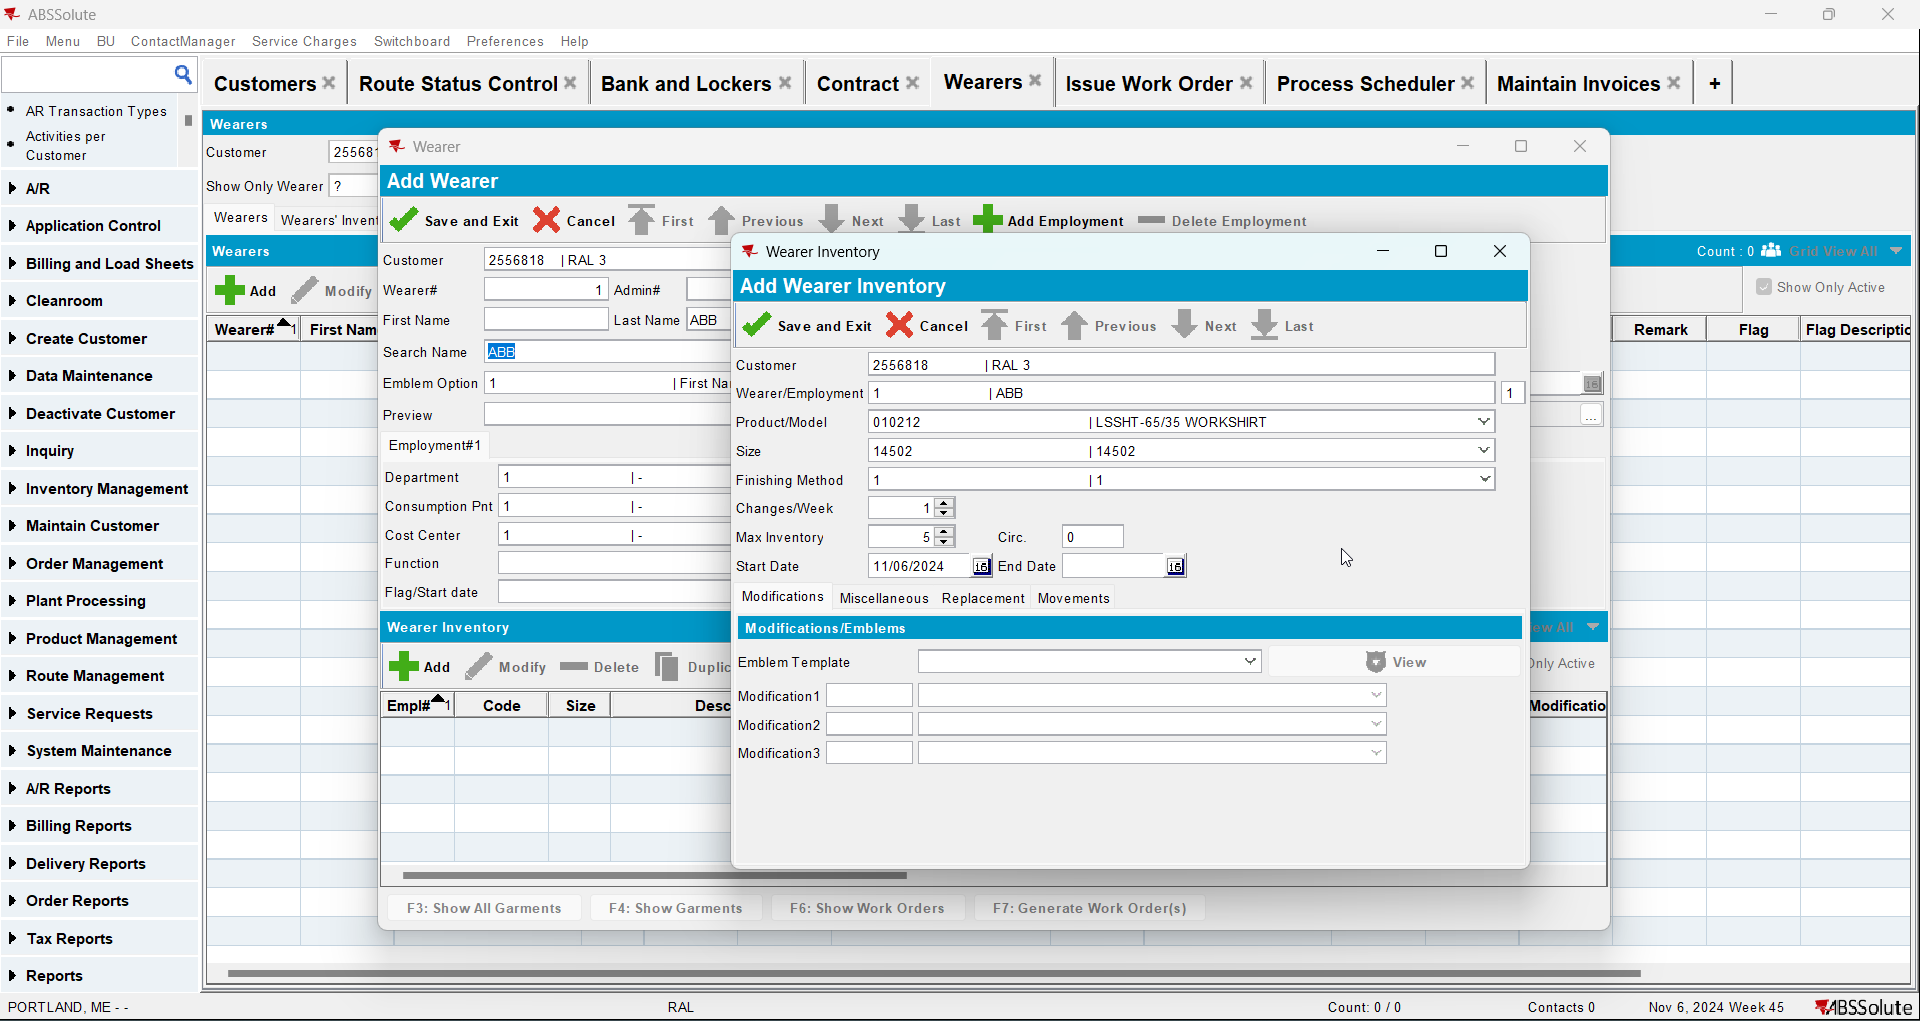 ABSSolute
File Menu BU ContactManager Service Charges Switchboard Preferences Help
Customers Route Status Control Bank and Lockers Contract Wearers Issue Work Order Process Scheduler Maintain Invoices +
AR Transaction Types
Activities per
Customer
A/R
Application Control
Billing and Load Sheets
Cleanroom
Create Customer
Data Maintenance
Deactivate Customer
Inquiry
Inventory Management
Maintain Customer
Order Management
Plant Processing
Product Management
Route Management
Service Requests
System Maintenance
A/R Reports
Billing Reports
Delivery Reports
Order Reports
Tax Reports
Reports
Wearers
Customer 25568
Show Only Wearer ?
Wearers Wearers' Invent
Wearers Count : 0 Grid View All
Add Modify Show Only Active
Wearer# 1 First Nam Remark Flag Flag Descriptio
Wearer
Add Wearer
Save and Exit Cancel First Previous Next Last Add Employment Delete Employment
Customer 2556818 | RAL 3
Wearer# 1 Admin#
First Name Last Name ABB
Search Name ABB
Emblem Option 1 | First Na
Preview ...
Employment#1
Department 1 | -
Consumption Pnt 1 | -
Cost Center 1 | -
Function
Flag/Start date
Wearer Inventory ew All
Add Modify Delete Duplic Only Active
Empl# 1 Code Size Desc Modificatio
F3: Show All Garments F4: Show Garments F6: Show Work Orders F7: Generate Work Order(s)
Wearer Inventory
Add Wearer Inventory
Save and Exit Cancel First Previous Next Last
Customer 2556818 | RAL 3
Wearer/Employment 1 | ABB 1
Product/Model 010212 | LSSHT-65/35 WORKSHIRT
Size 14502 | 14502
Finishing Method 1 | 1
Changes/Week 1
Max Inventory 5 Circ. 0
Start Date 11/06/2024 16 End Date 16
Modifications Miscellaneous Replacement Movements
Modifications/Emblems
Emblem Template View
Modification1
Modification2
Modification3
PORTLAND, ME - - RAL Count: 0 / 0 Contacts 0 Nov 6, 2024 Week 45 ABSSolute